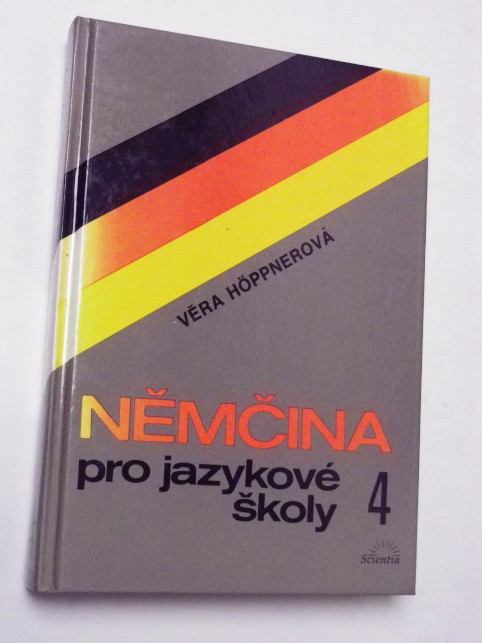 VĚRA HÖPPNEROVÁ
NĚMČINA
pro jazykové
školy 4
Scientia